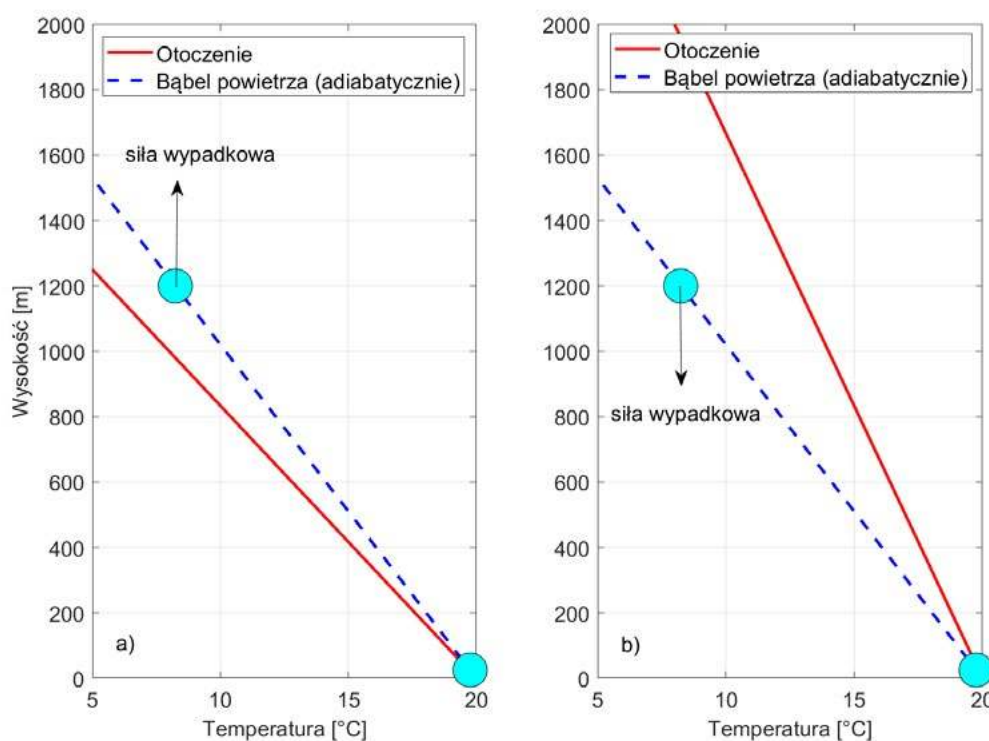 2000
1800
1600
1400
1200
1000
800
600
400
200
0
Wysokość [m]
Otoczenie
Bąbel powietrza (adiabatycznie)
siła wypadkowa
a)
5
10
15
20
Temperatura [°C]
2000
1800
1600
1400
1200
1000
800
600
400
200
0
Otoczenie
Bąbel powietrza (adiabatycznie)
siła wypadkowa
b)
5
10
15
20
Temperatura [°C]